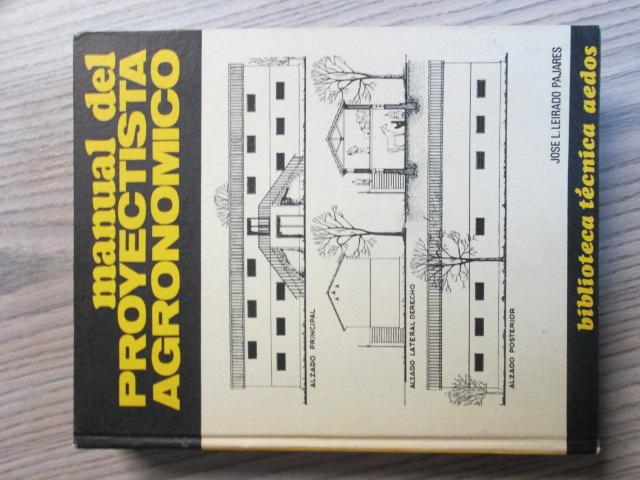 manual del
PROYECTISTA
AGRONOMICO
ALZADO PRINCIPAL
ALZADO LATERAL DERECHO
ALZADO POSTERIOR
JOSE L. LEIRADO PAJARES
biblioteca técnica aedos